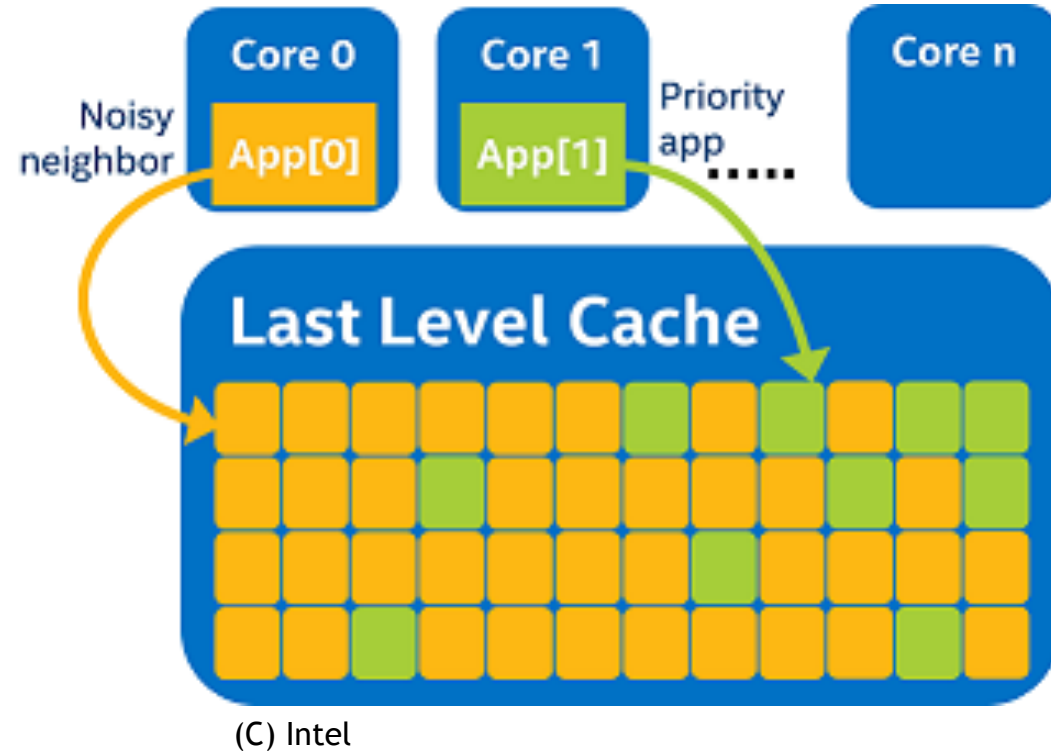 Core 0
Core 1
Core n
Noisy
neighbor
App[0]
App[1]
Priority
app
.....
Last Level Cache
(C) Intel